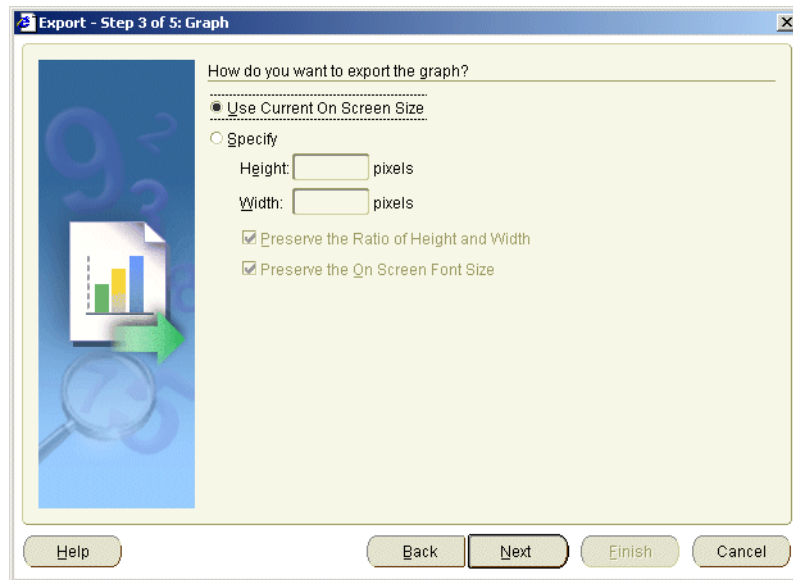 Export - Step 3 of 5: Graph
How do you want to export the graph?
Use Current On Screen Size
Specify
Height: pixels
Width: pixels
Preserve the Ratio of Height and Width
Preserve the On Screen Font Size
Help Back Next Finish Cancel